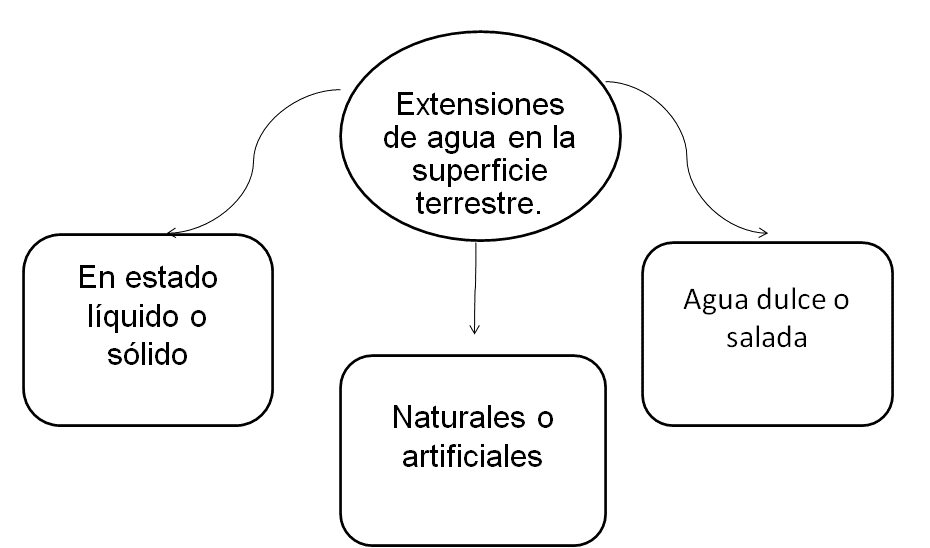 Extensiones
de agua en la
superficie
terrestre.
En estado
líquido o
sólido
Naturales o
artificiales
Agua dulce o
salada